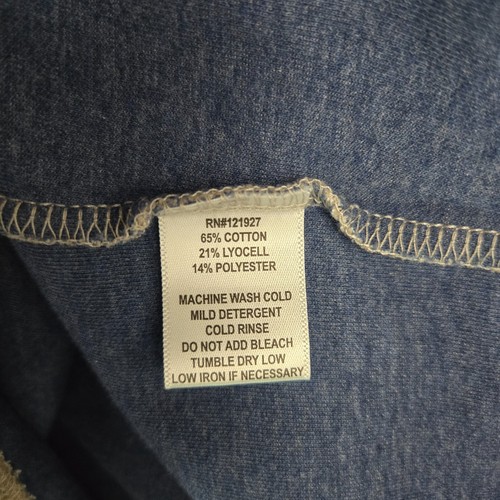 RN#121927
65% COTTON
21% LYOCELL
14% POLYESTER
MACHINE WASH COLD
MILD DETERGENT
COLD RINSE
DO NOT ADD BLEACH
TUMBLE DRY LOW
LOW IRON IF NECESSARY